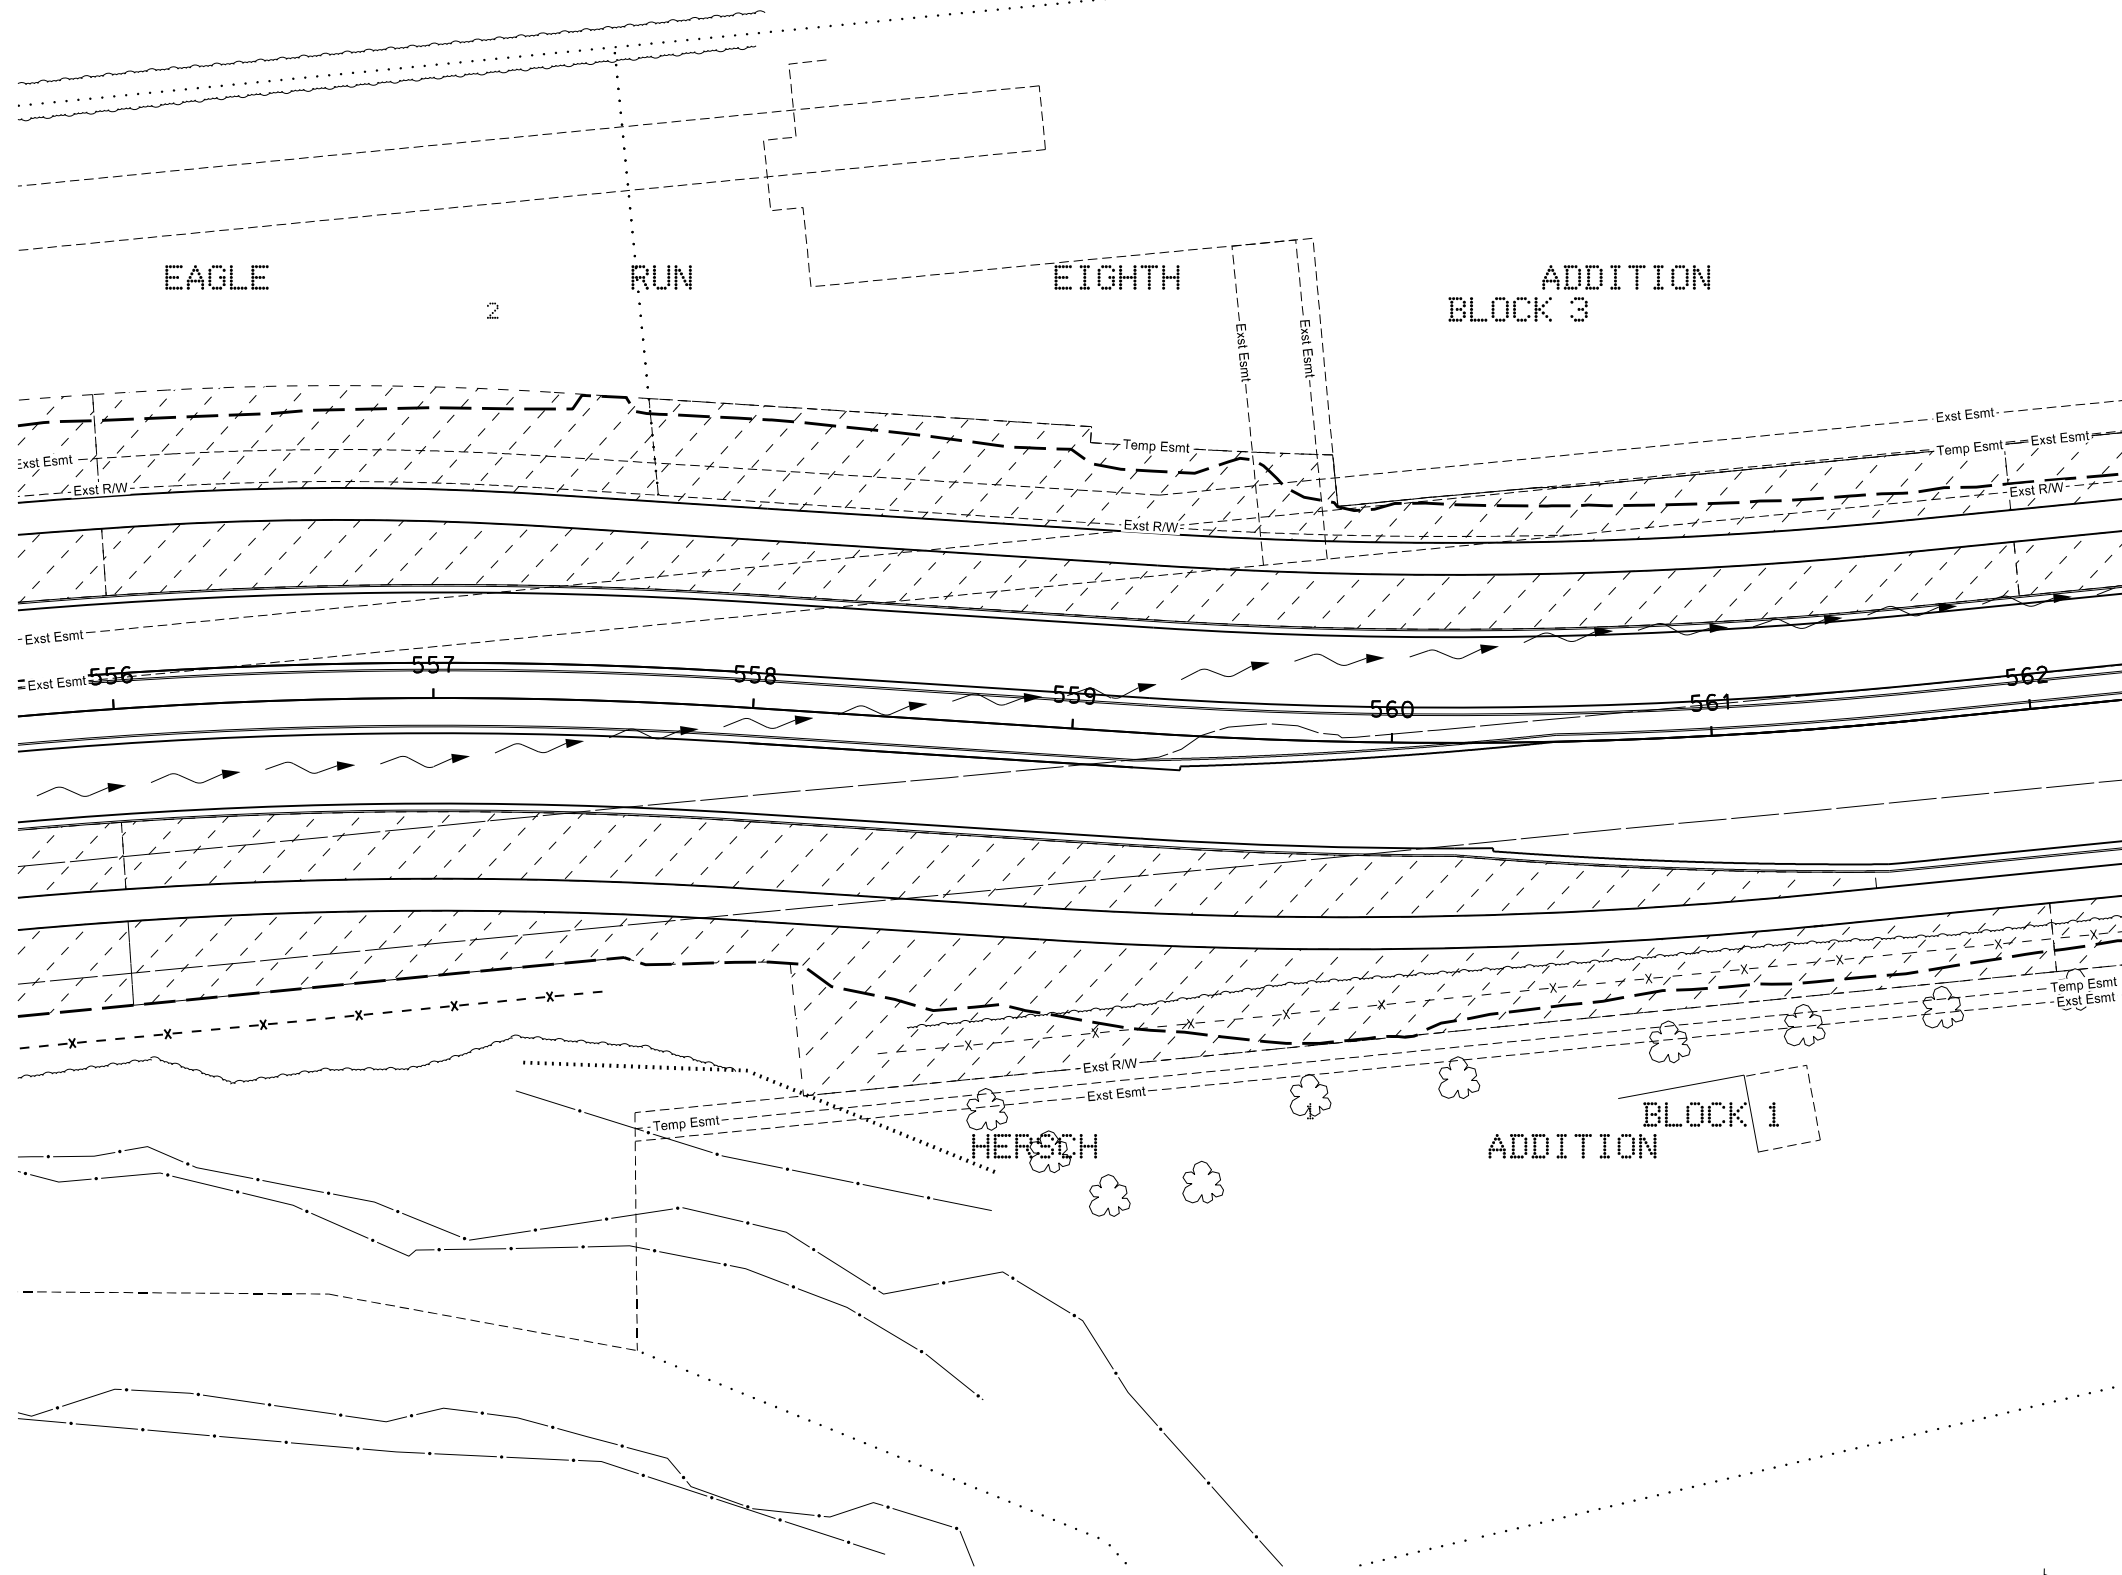 EAGLE RUN EIGHTH ADDITION
2
BLOCK 3
Exst Esmt
Exst Esmt
Exst Esmt
Temp Esmt
Temp Esmt
Exst Esmt
Exst Esmt
Exst R/W
Exst R/W
Exst R/W
Exst Esmt
Exst Esmt
556
557
558
559
560
561
562
X X X X X X
X X X X X X X X X X X X
Temp Esmt
Exst Esmt
Exst R/W
Exst Esmt
Temp Esmt
1
BLOCK 1
HERSCH ADDITION